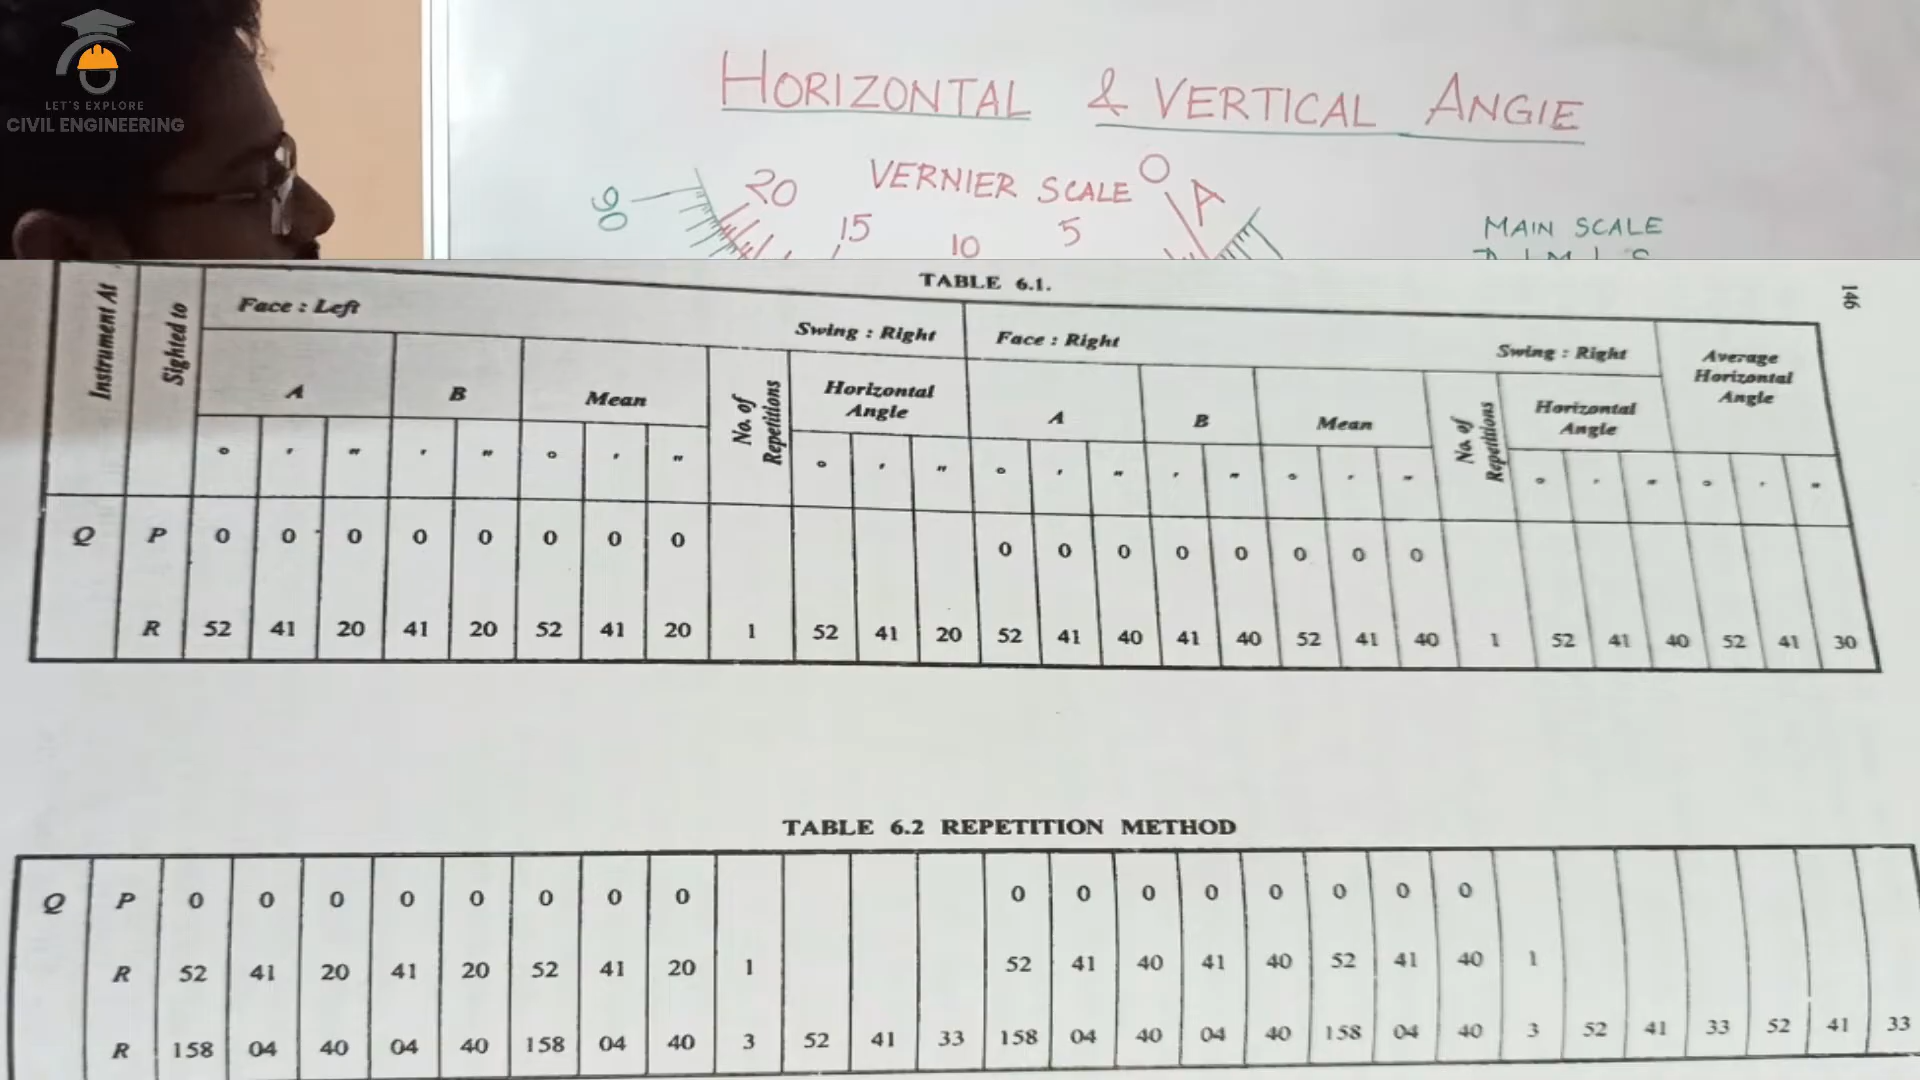 LET'S EXPLORE
CIVIL ENGINEERING
HORIZONTAL & VERTICAL ANGIE
VERNIER SCALE
90 20 15 10 5 0 A
MAIN SCALE
TABLE 6.1.
146
Instrument At Sighted to Face : Left Swing : Right Face : Right Swing : Right Average Horizontal Angle
A B Mean No. of Repetitions Horizontal Angle A B Mean No. of Repetitions Horizontal Angle
° ' " ' " ° ' " ° ' " ° ' " ' " ° ' " ° ' " ° ' "
Q P 0 0 0 0 0 0 0 0 0 0 0 0 0 0 0 0
R 52 41 20 41 20 52 41 20 1 52 41 20 52 41 40 41 40 52 41 40 1 52 41 40 52 41 30
TABLE 6.2 REPETITION METHOD
Q P 0 0 0 0 0 0 0 0 0 0 0 0 0 0 0 0
R 52 41 20 41 20 52 41 20 1 52 41 40 41 40 52 41 40 1
R 158 04 40 04 40 158 04 40 3 52 41 33 158 04 40 04 40 158 04 40 3 52 41 33 52 41 33